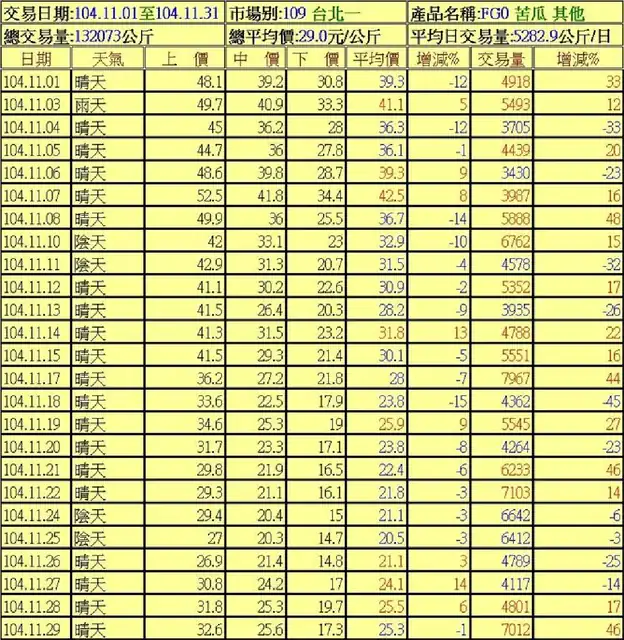 交易日期:104.11.01至104.11.31 市場別:109 台北一 產品名稱:FG0 苦瓜 其他
總交易量:132073公斤 總平均價:29.0元/公斤 平均日交易量:5282.9公斤/日
交易日期 天氣 上 價 中 價 下 價 平均價 增減% 交易量 增減%
104.11.01 晴天 48.1 39.2 30.8 39.3 -12 4918 33
104.11.03 雨天 49.7 40.9 33.3 41.1 5 5493 12
104.11.04 晴天 45 36.2 28 36.3 -12 3705 -33
104.11.05 晴天 44.7 36 27.8 36.1 -1 4439 20
104.11.06 晴天 48.6 39.8 28.7 39.3 9 3430 -23
104.11.07 晴天 52.5 41.8 34.4 42.5 8 3987 16
104.11.08 晴天 49.9 36 25.5 36.7 -14 5888 48
104.11.10 陰天 42 33.1 23 32.9 -10 6762 15
104.11.11 陰天 42.9 31.3 20.7 31.5 -4 4578 -32
104.11.12 晴天 41.1 30.2 22.6 30.9 -2 5352 17
104.11.13 晴天 41.5 26.4 20.3 28.2 -9 3935 -26
104.11.14 晴天 41.3 31.5 23.2 31.8 13 4788 22
104.11.15 晴天 41.5 29.3 21.4 30.1 -5 5551 16
104.11.17 晴天 36.2 27.2 21.8 28 -7 7967 44
104.11.18 晴天 33.6 22.5 17.9 23.8 -15 4362 -45
104.11.19 晴天 34.6 25.3 19 25.9 9 5545 27
104.11.20 晴天 31.7 23.3 17.1 23.8 -8 4264 -23
104.11.21 晴天 29.8 21.9 16.5 22.4 -6 6233 46
104.11.22 晴天 29.3 21.1 16.1 21.8 -3 7103 14
104.11.24 陰天 29.4 20.4 15 21.1 -3 6642 -6
104.11.25 陰天 27 20.3 14.7 20.5 -3 6412 -3
104.11.26 晴天 26.9 21.4 14.8 21.1 3 4789 -25
104.11.27 晴天 30.8 24.2 17 24.1 14 4117 -14
104.11.28 晴天 31.8 25.3 19.7 25.5 6 4801 17
104.11.29 晴天 32.6 25.6 17.3 25.3 -1 7012 46